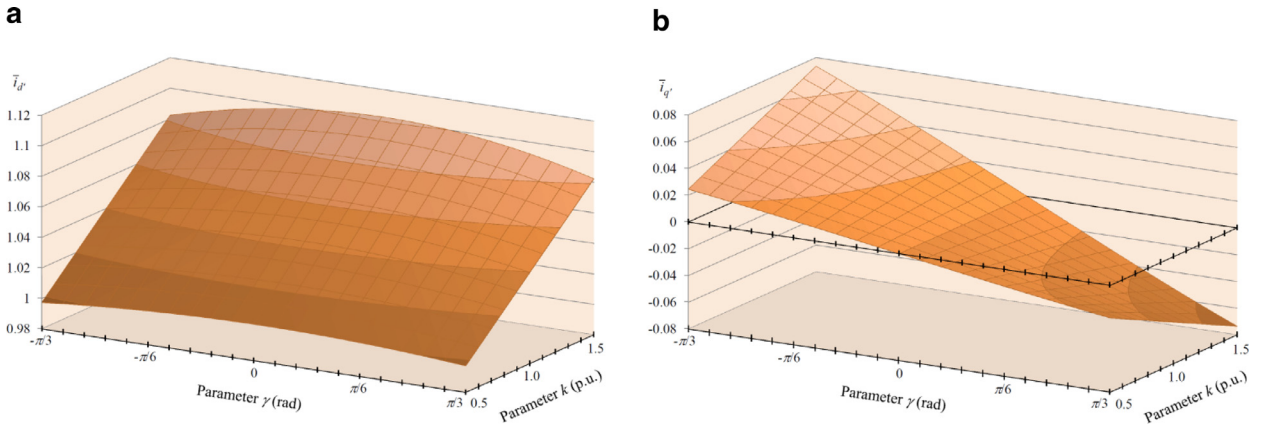 a
i̅d'
1.12
1.1
1.08
1.06
1.04
1.02
1
0.98
-π/3
-π/6
0
π/6
π/3
Parameter γ (rad)
0.5
1.0
1.5
Parameter k (p.u.)
b
i̅q'
0.08
0.06
0.04
0.02
0
-0.02
-0.04
-0.06
-0.08
-π/3
-π/6
0
π/6
π/3
Parameter γ (rad)
0.5
1.0
1.5
Parameter k (p.u.)